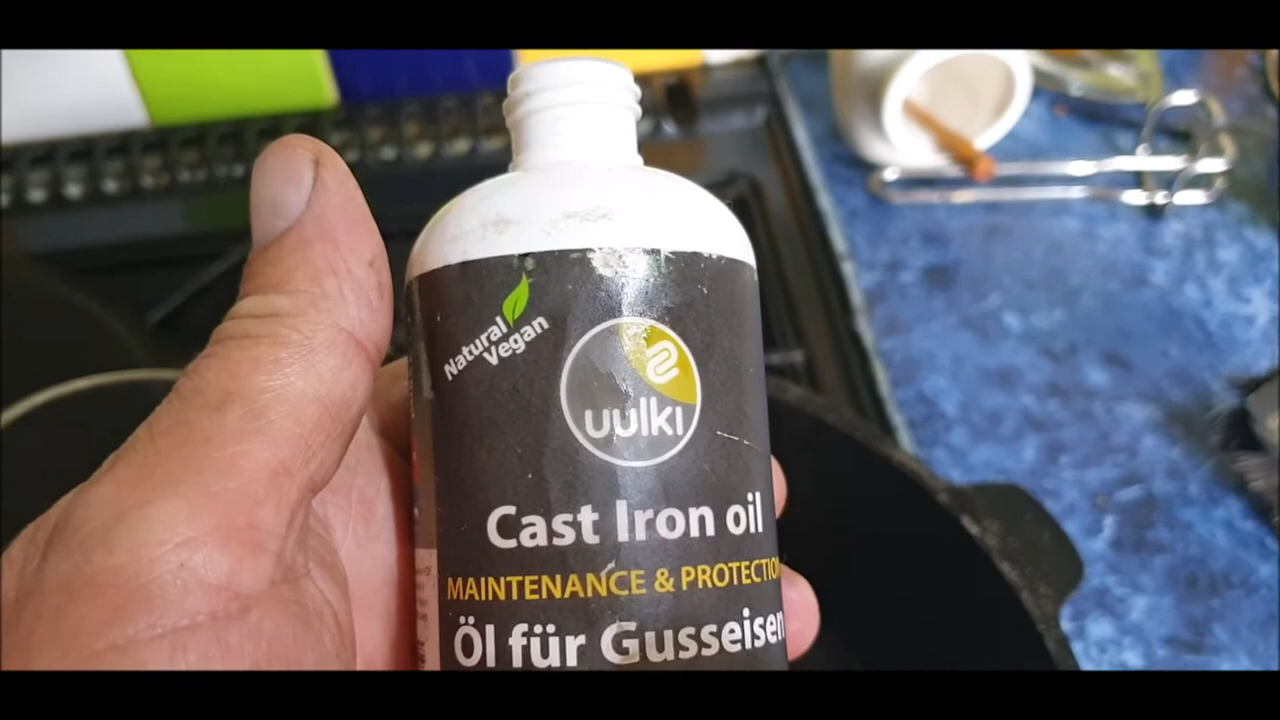 Natural
Vegan
uulki
Cast Iron oil
MAINTENANCE & PROTECTION
Öl für Gusseisen